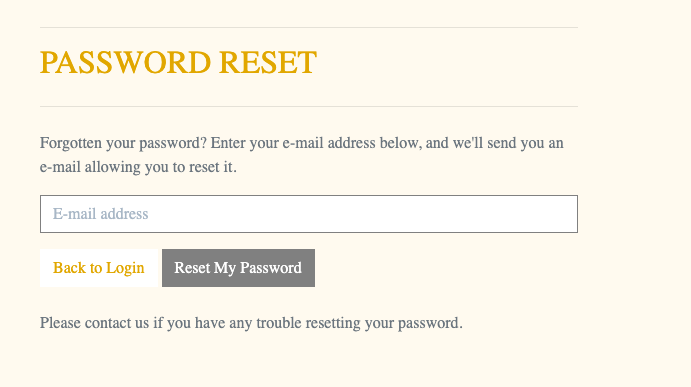 PASSWORD RESET
Forgotten your password? Enter your e-mail address below, and we'll send you an
e-mail allowing you to reset it.
E-mail address
Back to Login
Reset My Password
Please contact us if you have any trouble resetting your password.